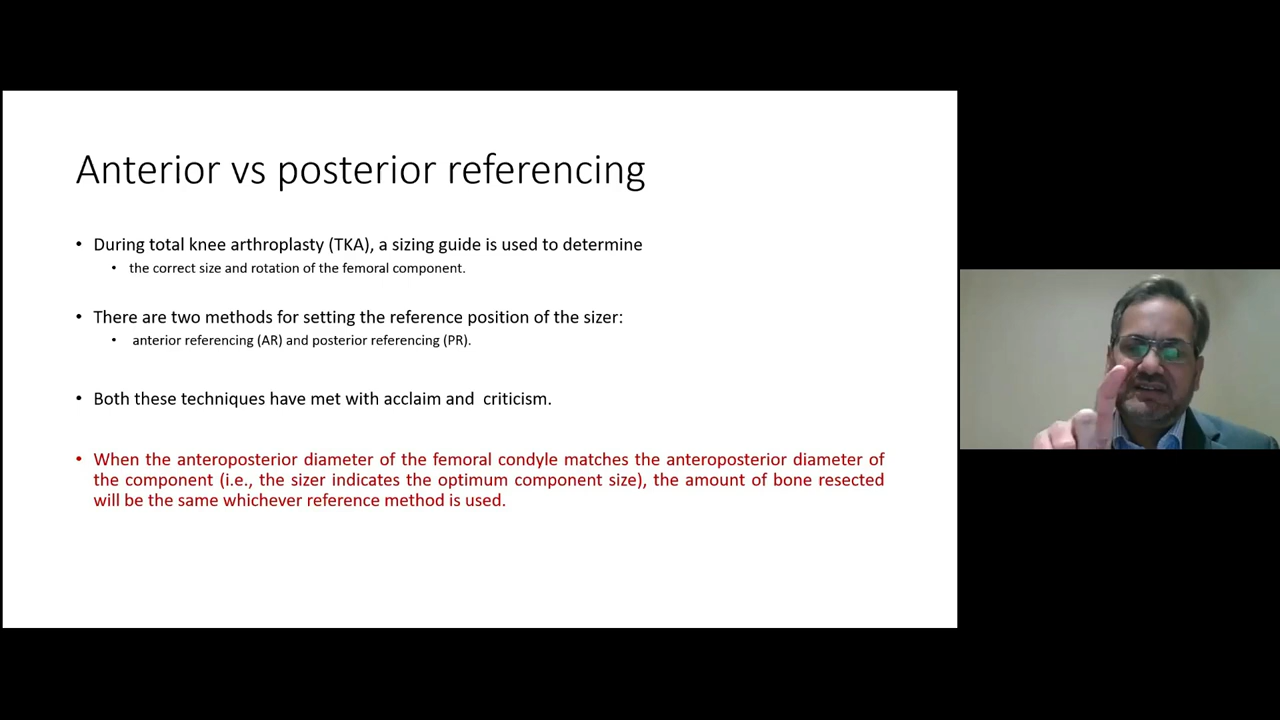 Anterior vs posterior referencing
• During total knee arthroplasty (TKA), a sizing guide is used to determine
• the correct size and rotation of the femoral component.
• There are two methods for setting the reference position of the sizer:
• anterior referencing (AR) and posterior referencing (PR).
• Both these techniques have met with acclaim and  criticism.
• When the anteroposterior diameter of the femoral condyle matches the anteroposterior diameter of
the component (i.e., the sizer indicates the optimum component size), the amount of bone resected
will be the same whichever reference method is used.